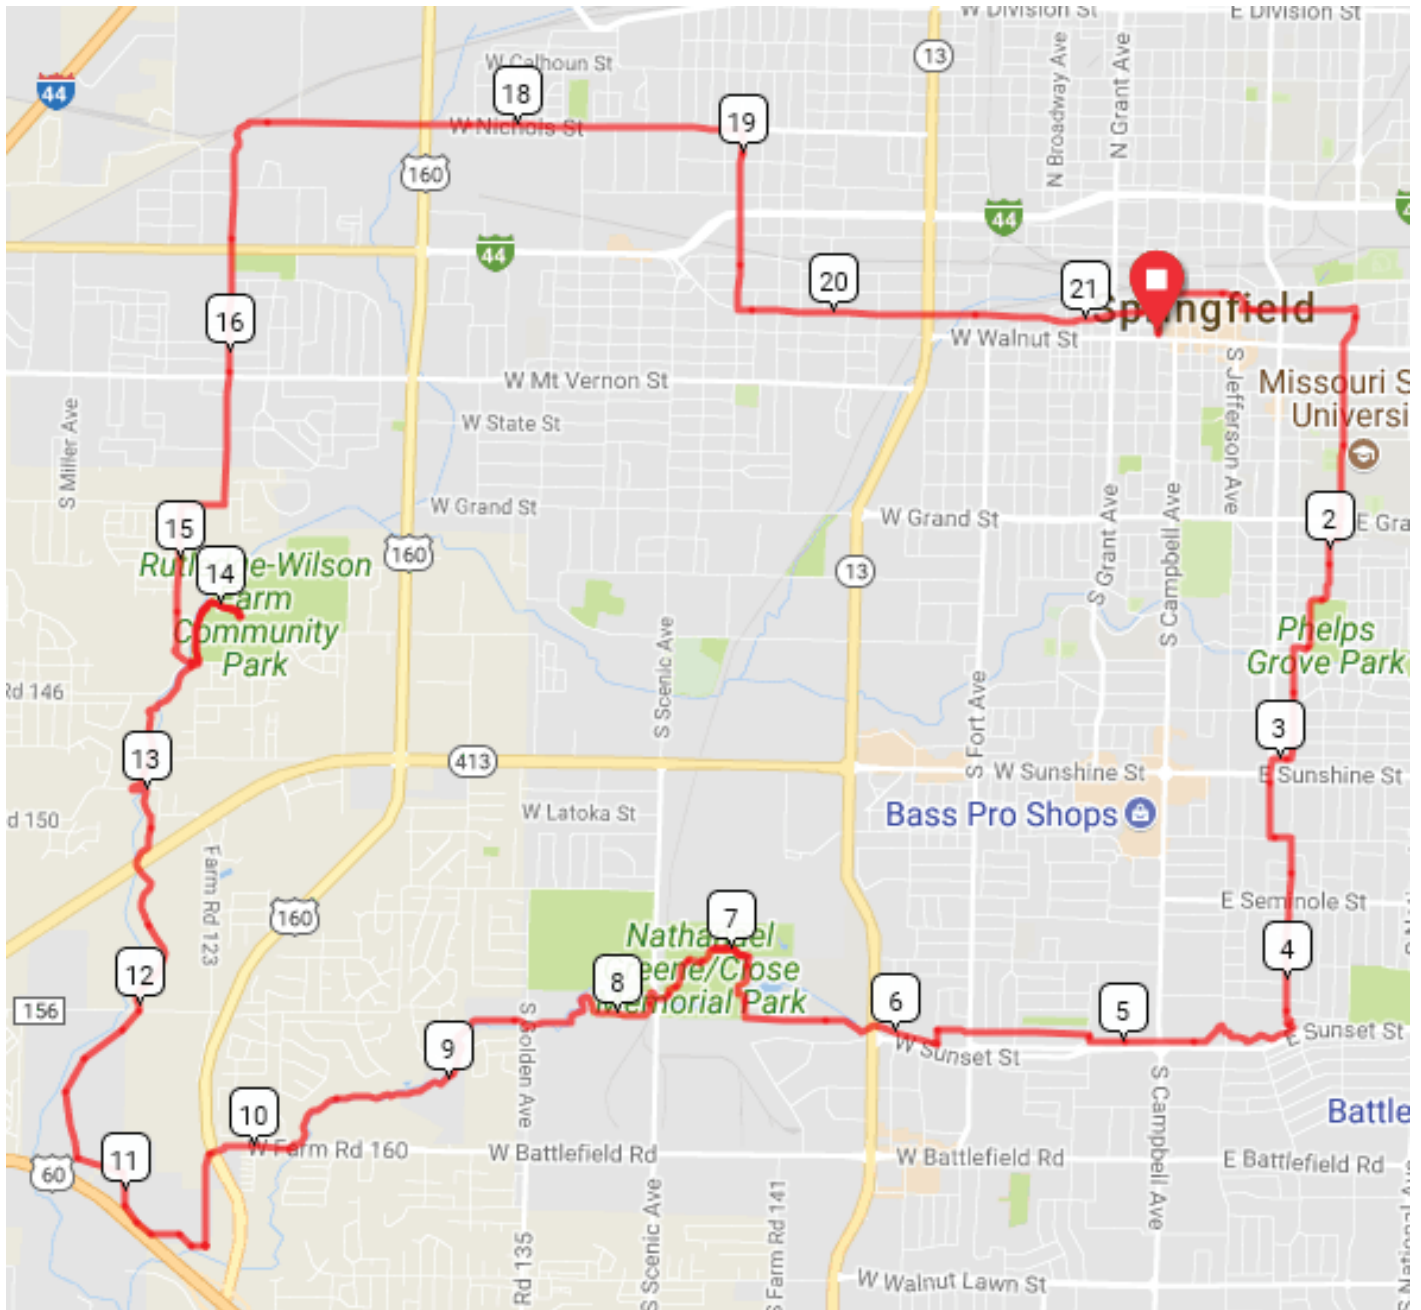 W Division St
E Division St
13
N Broadway Ave
N Grant Ave
W Calhoun St
44
18
W Nichols St
19
160
44
44
20
21
Springfield
16
W Walnut St
S Jefferson Ave
W Mt Vernon St
Missouri S
Universi
W State St
S Miller Ave
W Grand St
W Grand St
S Grant Ave
S Campbell Ave
2
E Gra
15
14
160
13
Farm
Community
Park
Phelps
Grove Park
Rd 146
S Scenic Ave
S Fort Ave
3
13
413
W Sunshine St
E Sunshine St
W Latoka St
Bass Pro Shops
d 150
Farm Rd 123
160
E Seminole St
7
8
Memorial Park
4
12
156
S Golden Ave
6
5
W Sunset St
E Sunset St
9
10
W Farm Rd 160
W Battlefield Rd
W Battlefield Rd
E Battlefield Rd
Battle
S Campbell Ave
11
60
Rd 135
S Scenic Ave
S Farm Rd 141
W Walnut Lawn St